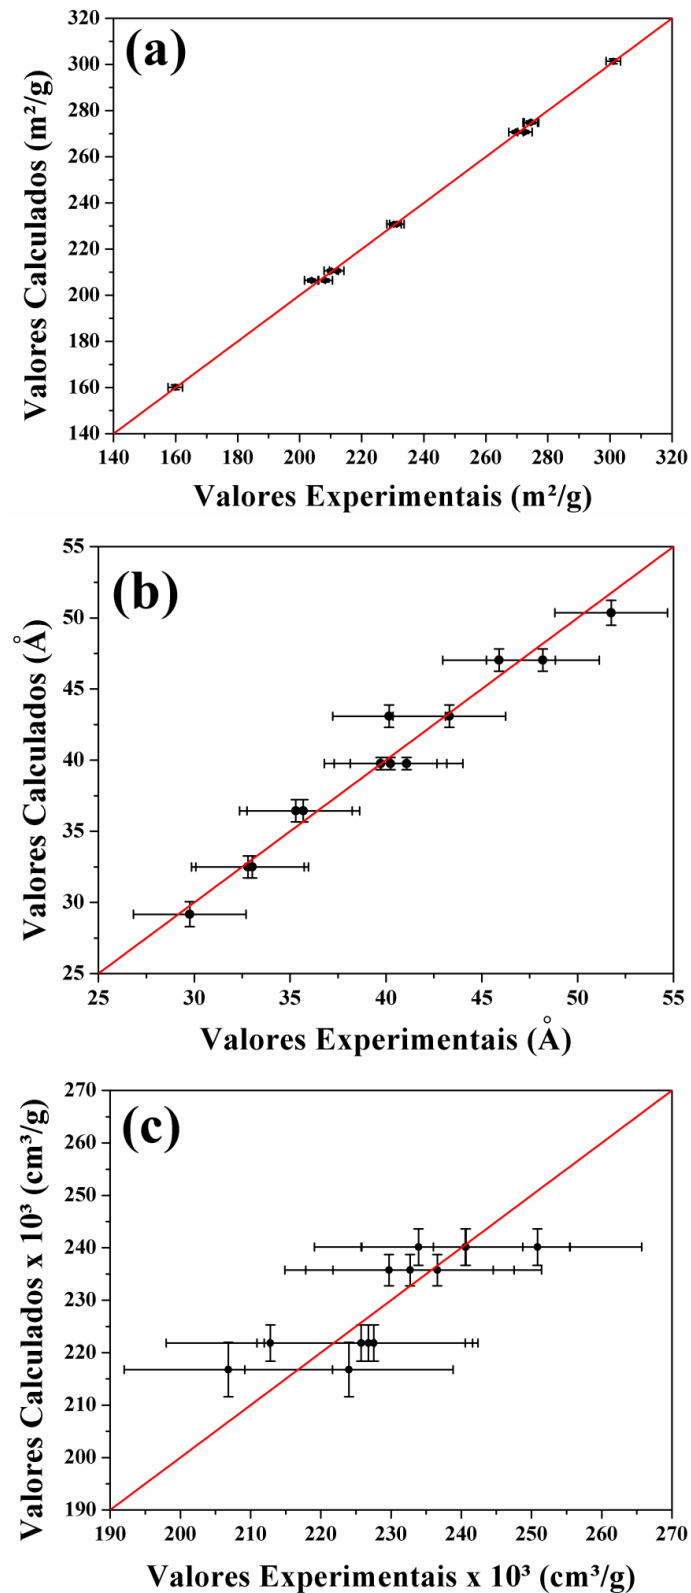 (a)
Valores Calculados (m²/g)
320
300
280
260
240
220
200
180
160
140
140 160 180 200 220 240 260 280 300 320
Valores Experimentais (m²/g)
(b)
Valores Calculados (Å)
55
50
45
40
35
30
25
25 30 35 40 45 50 55
Valores Experimentais (Å)
(c)
Valores Calculados x 10³ (cm³/g)
270
260
250
240
230
220
210
200
190
190 200 210 220 230 240 250 260 270
Valores Experimentais x 10³ (cm³/g)